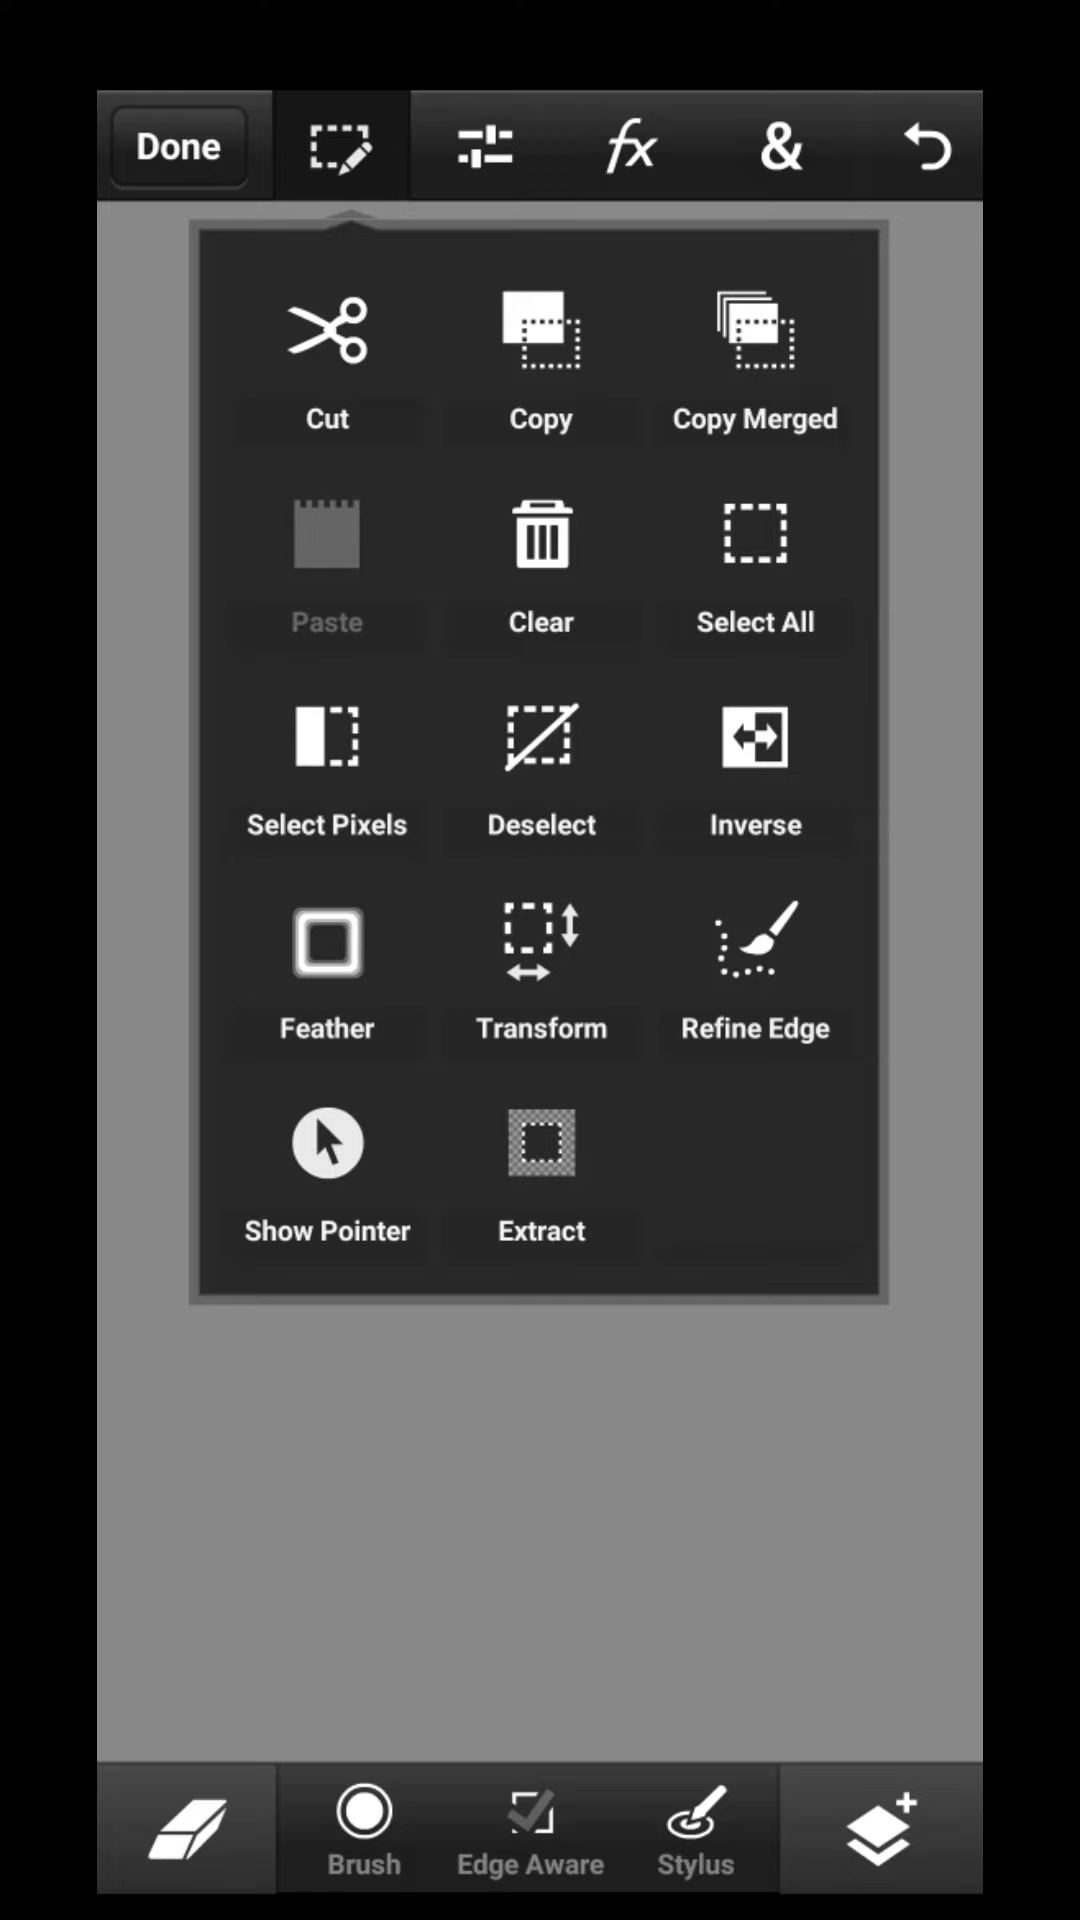 Done fx &
Cut Copy Copy Merged
Paste Clear Select All
Select Pixels Deselect Inverse
Feather Transform Refine Edge
Show Pointer Extract
Brush Edge Aware Stylus